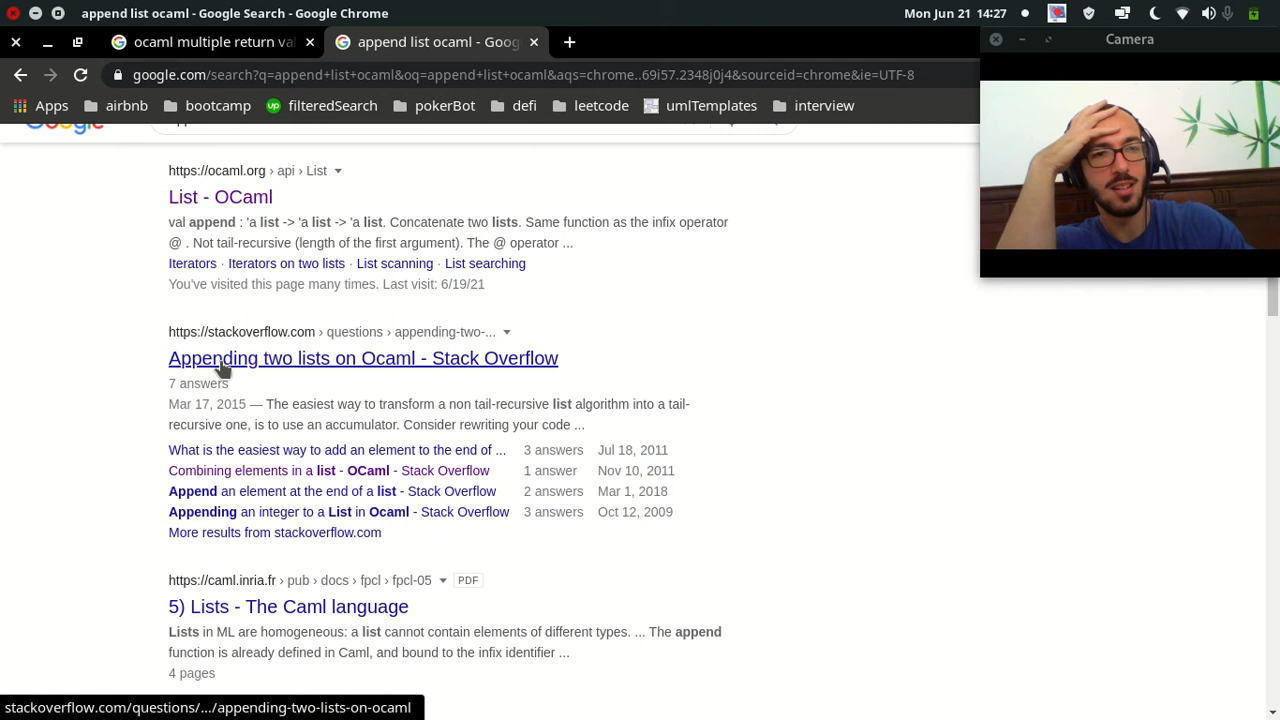 append list ocaml - Google Search - Google Chrome
Mon Jun 21 14:27
ocaml multiple return val
append list ocaml - Goog
google.com/search?q=append+list+ocaml&oq=append+list+ocaml&aqs=chrome..69i57.2348j0j4&sourceid=chrome&ie=UTF-8
Camera
Apps airbnb bootcamp filteredSearch pokerBot defi leetcode umlTemplates interview
Google
https://ocaml.org › api › List
List - OCaml
val append : 'a list -> 'a list -> 'a list. Concatenate two lists. Same function as the infix operator
@ . Not tail-recursive (length of the first argument). The @ operator ...
Iterators · Iterators on two lists · List scanning · List searching
You've visited this page many times. Last visit: 6/19/21
https://stackoverflow.com › questions › appending-two-...
Appending two lists on Ocaml - Stack Overflow
7 answers
Mar 17, 2015 — The easiest way to transform a non tail-recursive list algorithm into a tail-
recursive one, is to use an accumulator. Consider rewriting your code ...
What is the easiest way to add an element to the end of ... 3 answers Jul 18, 2011
Combining elements in a list - OCaml - Stack Overflow 1 answer Nov 10, 2011
Append an element at the end of a list - Stack Overflow 2 answers Mar 1, 2018
Appending an integer to a List in Ocaml - Stack Overflow 3 answers Oct 12, 2009
More results from stackoverflow.com
https://caml.inria.fr › pub › docs › fpcl › fpcl-05 PDF
5) Lists - The Caml language
Lists in ML are homogeneous: a list cannot contain elements of different types. ... The append
function is already defined in Caml, and bound to the infix identifier ...
4 pages
stackoverflow.com/questions/.../appending-two-lists-on-ocaml